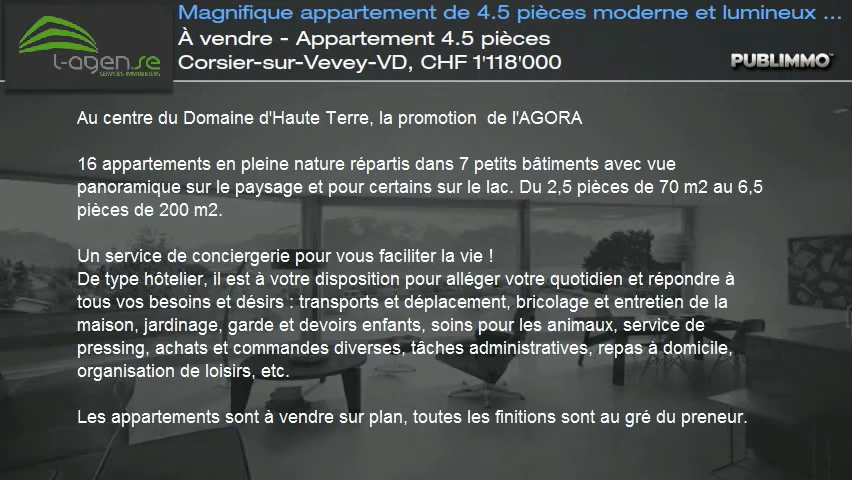 Magnifique appartement de 4.5 pièces moderne et lumineux ...
À vendre - Appartement 4.5 pièces
Corsier-sur-Vevey-VD, CHF 1'118'000
l-agen.se
SERVICES IMMOBILIERS
PUBLIMMO
Au centre du Domaine d'Haute Terre, la promotion  de l'AGORA
16 appartements en pleine nature répartis dans 7 petits bâtiments avec vue
panoramique sur le paysage et pour certains sur le lac. Du 2,5 pièces de 70 m2 au 6,5
pièces de 200 m2.
Un service de conciergerie pour vous faciliter la vie !
De type hôtelier, il est à votre disposition pour alléger votre quotidien et répondre à
tous vos besoins et désirs : transports et déplacement, bricolage et entretien de la
maison, jardinage, garde et devoirs enfants, soins pour les animaux, service de
pressing, achats et commandes diverses, tâches administratives, repas à domicile,
organisation de loisirs, etc.
Les appartements sont à vendre sur plan, toutes les finitions sont au gré du preneur.